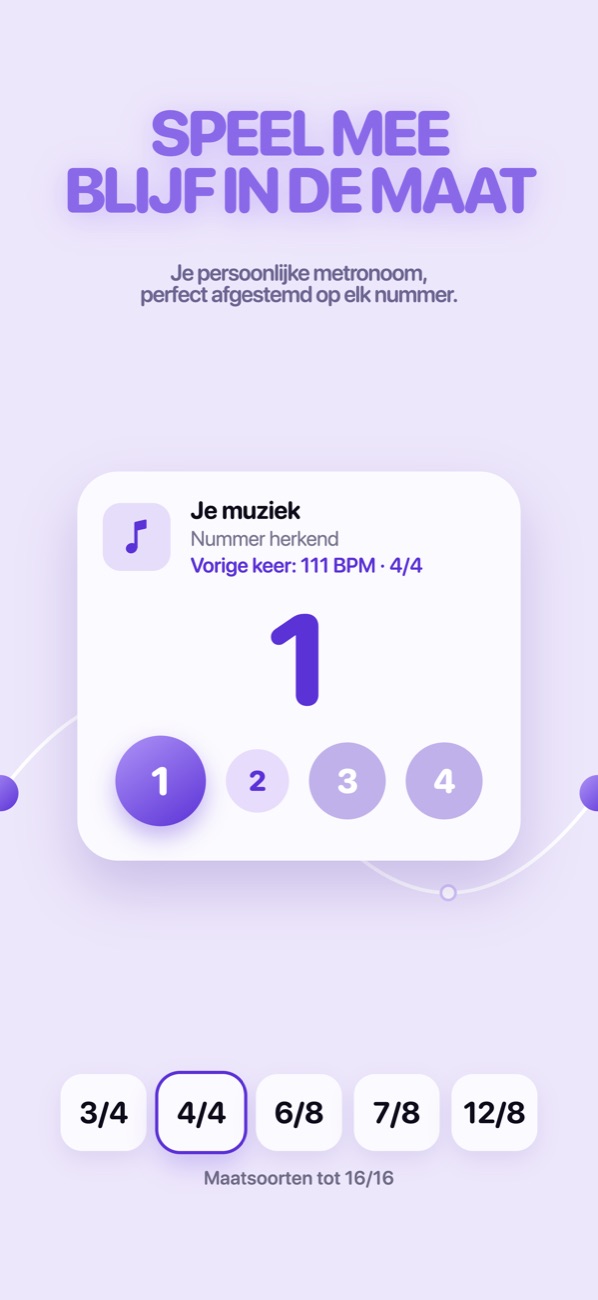 SPEEL MEE
BLIJF IN DE MAAT
Je persoonlijke metronoom,
perfect afgestemd op elk nummer.
Je muziek
Nummer herkend
Vorige keer: 111 BPM · 4/4
1
1 2 3 4
3/4 4/4 6/8 7/8 12/8
Maatsoorten tot 16/16